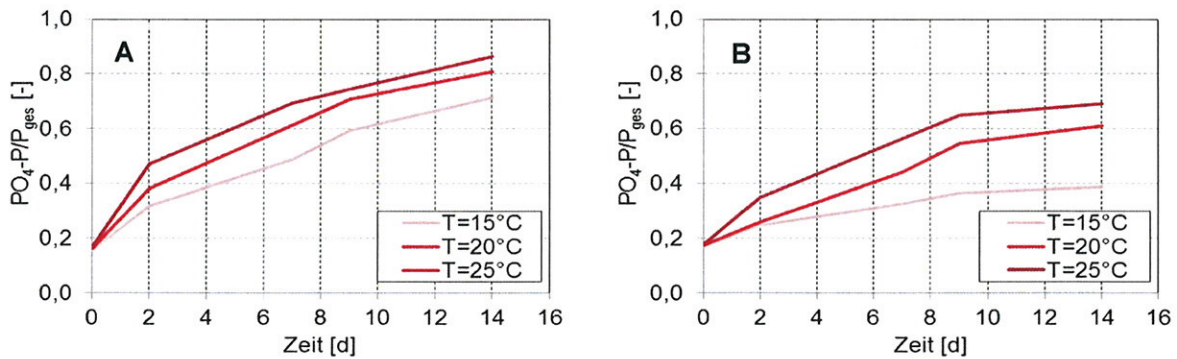 A
PO4-P/Pges [-]
1,0
0,8
0,6
0,4
0,2
0,0
0 2 4 6 8 10 12 14 16
Zeit [d]
T=15°C
T=20°C
T=25°C
B
PO4-P/Pges [-]
1,0
0,8
0,6
0,4
0,2
0,0
0 2 4 6 8 10 12 14 16
Zeit [d]
T=15°C
T=20°C
T=25°C